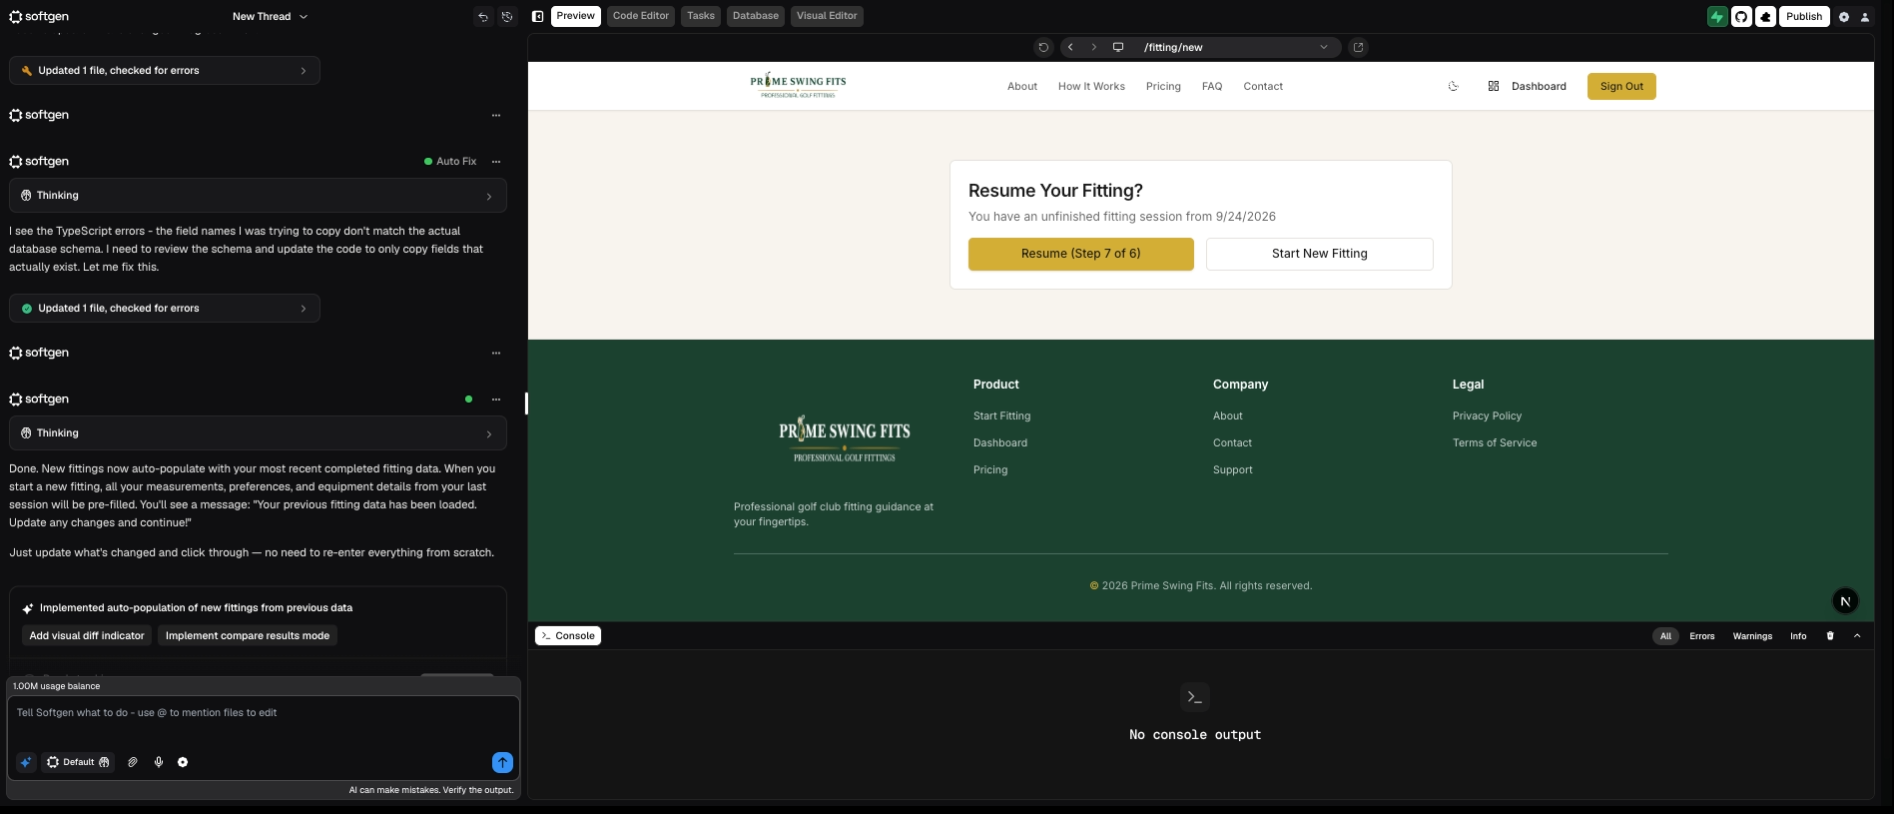 softgen
New Thread
Preview
Code Editor
Tasks
Database
Visual Editor
Publish
/fitting/new
Updated 1 file, checked for errors
softgen
softgen
Auto Fix
Thinking
I see the TypeScript errors - the field names I was trying to copy don't match the actual
database schema. I need to review the schema and update the code to only copy fields that
actually exist. Let me fix this.
Updated 1 file, checked for errors
softgen
softgen
Thinking
Done. New fittings now auto-populate with your most recent completed fitting data. When you
start a new fitting, all your measurements, preferences, and equipment details from your last
session will be pre-filled. You'll see a message: "Your previous fitting data has been loaded.
Update any changes and continue!"
Just update what's changed and click through — no need to re-enter everything from scratch.
Implemented auto-population of new fittings from previous data
Add visual diff indicator
Implement compare results mode
1.00M usage balance
Tell Softgen what to do - use @ to mention files to edit
Default
AI can make mistakes. Verify the output.
PRIME SWING FITS
PROFESSIONAL GOLF FITTINGS
About
How It Works
Pricing
FAQ
Contact
Dashboard
Sign Out
Resume Your Fitting?
You have an unfinished fitting session from 9/24/2026
Resume (Step 7 of 6)
Start New Fitting
PRIME SWING FITS
PROFESSIONAL GOLF FITTINGS
Professional golf club fitting guidance at
your fingertips.
Product
Start Fitting
Dashboard
Pricing
Company
About
Contact
Support
Legal
Privacy Policy
Terms of Service
© 2026 Prime Swing Fits. All rights reserved.
N
Console
All
Errors
Warnings
Info
No console output